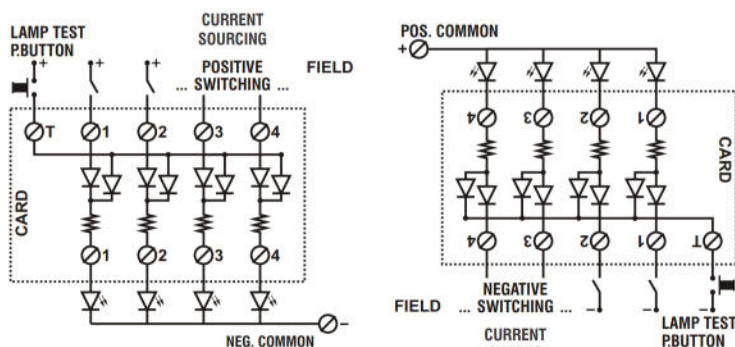 LAMP TEST
P.BUTTON
+ + +
CURRENT
SOURCING
POSITIVE
... SWITCHING ...
FIELD
T 1 2 3 4
CARD
1 2 3 4
NEG. COMMON
−
POS. COMMON
+
4 3 2 1
CARD
4 3 2 1 T
NEGATIVE
FIELD ... SWITCHING ...
− − −
CURRENT
LAMP TEST
P.BUTTON